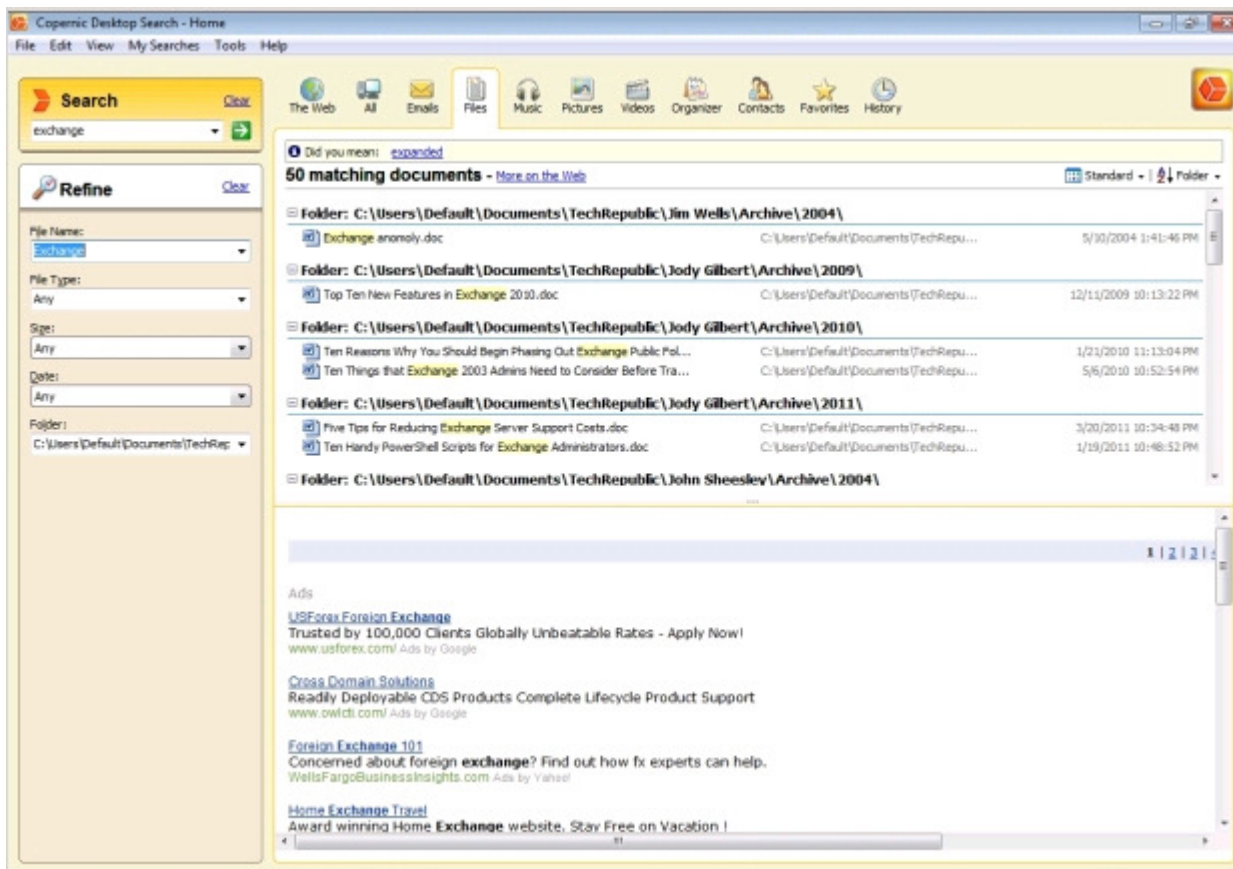 Copernic Desktop Search - Home
File Edit View My Searches Tools Help
Search Clear
exchange
Refine Clear
File Name:
Exchange
File Type:
Any
Size:
Any
Date:
Any
Folder:
C:\Users\Default\Documents\TechRep
The Web All Emails Files Music Pictures Videos Organizer Contacts Favorites History
Did you mean: expanded
50 matching documents - More on the Web Standard Folder
Folder: C:\Users\Default\Documents\TechRepublic\Jim Wells\Archive\2004\
Exchange anomoly.doc C:\Users\Default\Documents\TechRepu... 5/10/2004 1:41:46 PM
Folder: C:\Users\Default\Documents\TechRepublic\Jody Gilbert\Archive\2009\
Top Ten New Features in Exchange 2010.doc C:\Users\Default\Documents\TechRepu... 12/11/2009 10:13:22 PM
Folder: C:\Users\Default\Documents\TechRepublic\Jody Gilbert\Archive\2010\
Ten Reasons Why You Should Begin Phasing Out Exchange Public Fol... C:\Users\Default\Documents\TechRepu... 1/21/2010 11:13:04 PM
Ten Things that Exchange 2003 Admins Need to Consider Before Tra... C:\Users\Default\Documents\TechRepu... 5/6/2010 10:52:54 PM
Folder: C:\Users\Default\Documents\TechRepublic\Jody Gilbert\Archive\2011\
Five Tips for Reducing Exchange Server Support Costs.doc C:\Users\Default\Documents\TechRepu... 3/20/2011 10:34:48 PM
Ten Handy PowerShell Scripts for Exchange Administrators.doc C:\Users\Default\Documents\TechRepu... 1/19/2011 10:48:52 PM
Folder: C:\Users\Default\Documents\TechRepublic\John Sheesley\Archive\2004\
1 | 2 | 3 |
Ads
USForex Foreign Exchange
Trusted by 100,000 Clients Globally Unbeatable Rates - Apply Now!
www.usforex.com/ Ads by Google
Cross Domain Solutions
Readily Deployable CDS Products Complete Lifecycle Product Support
www.owlcti.com/ Ads by Google
Foreign Exchange 101
Concerned about foreign exchange? Find out how fx experts can help.
WellsFargoBusinessInsights.com Ads by Yahoo!
Home Exchange Travel
Award winning Home Exchange website. Stay Free on Vacation !